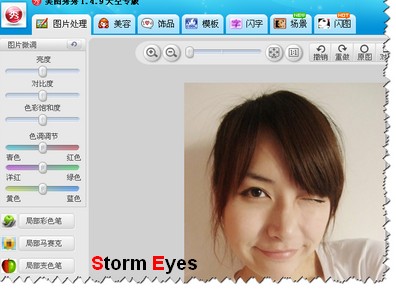 美图秀秀 1.4.9 天空专版
图片处理 美容 饰品 模板 闪字 场景 闪图
NEW HOT
图片微调
撤销 重做 原图
亮度
对比度
色彩饱和度
色调调节
青色 红色
洋红 绿色
黄色 蓝色
局部彩色笔
局部马赛克
局部变色笔
Storm Eyes